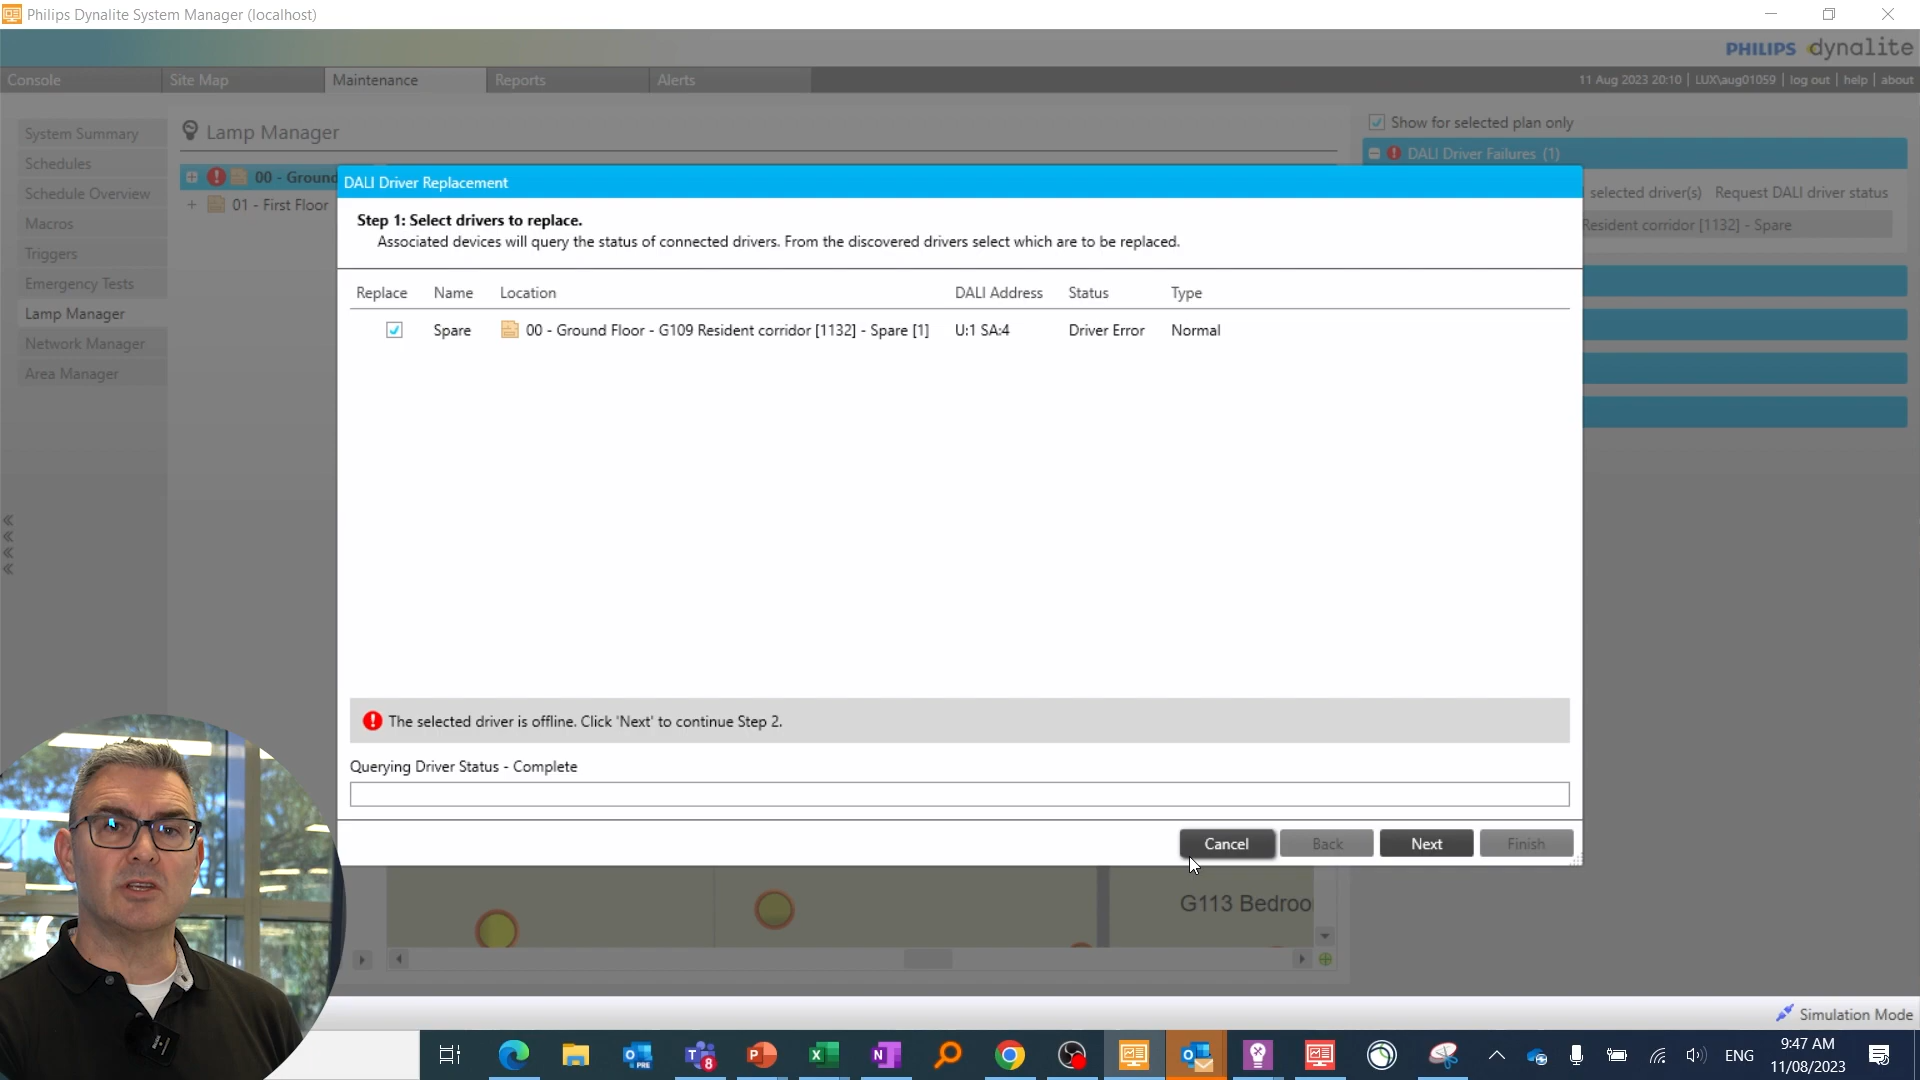 Philips Dynalite System Manager (localhost)
PHILIPS dynalite
Console
Site Map
Maintenance
Reports
Alerts
11 Aug 2023 20:10 | LUX\aug01059 | log out | help | about
System Summary
Schedules
Schedule Overview
Macros
Triggers
Emergency Tests
Lamp Manager
Network Manager
Area Manager
Lamp Manager
00 - Ground
01 - First Floor
Show for selected plan only
DALI Driver Failures (1)
selected driver(s) Request DALI driver status
Resident corridor [1132] - Spare
DALI Driver Replacement
Step 1: Select drivers to replace.
Associated devices will query the status of connected drivers. From the discovered drivers select which are to be replaced.
Replace Name Location DALI Address Status Type
Spare 00 - Ground Floor - G109 Resident corridor [1132] - Spare [1] U:1 SA:4 Driver Error Normal
The selected driver is offline. Click 'Next' to continue Step 2.
Querying Driver Status - Complete
Cancel Back Next Finish
G113 Bedroo
Simulation Mode
ENG
9:47 AM
11/08/2023